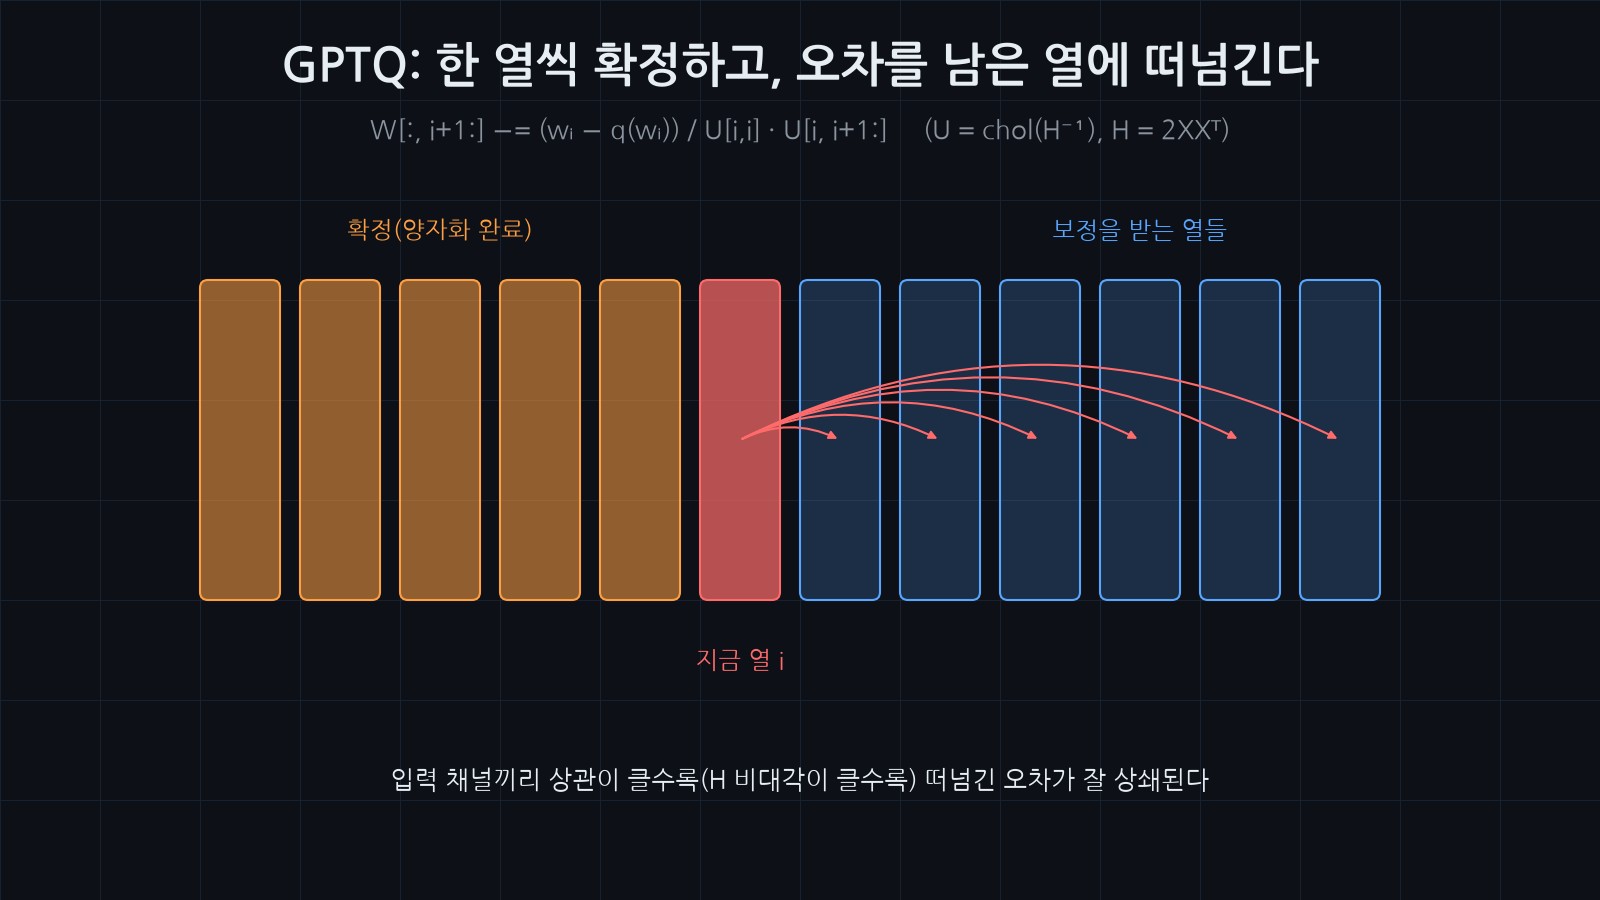 GPTQ: 한 열씩 확정하고, 오차를 남은 열에 떠넘긴다
W[:, i+1:] −= (wᵢ − q(wᵢ)) / U[i,i] · U[i, i+1:] (U = chol(H⁻¹), H = 2XXᵀ)
확정(양자화 완료)
보정을 받는 열들
지금 열 i
입력 채널끼리 상관이 클수록(H 비대각이 클수록) 떠넘긴 오차가 잘 상쇄된다